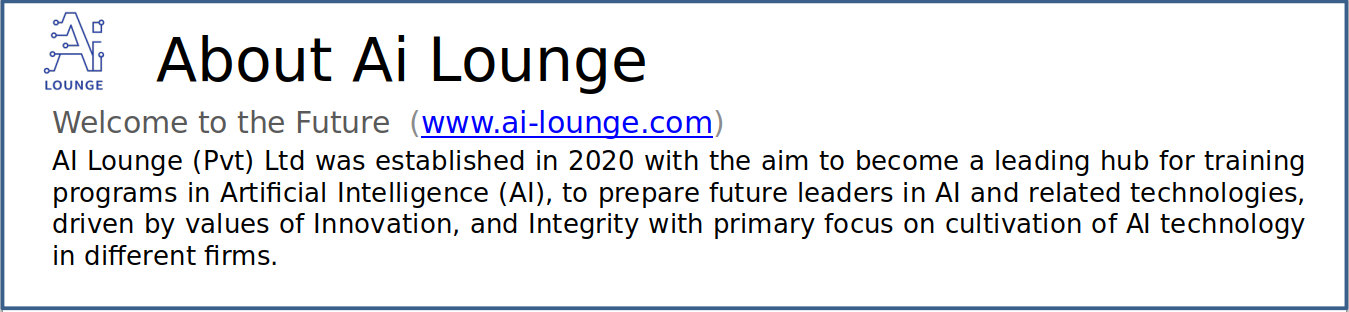 Ai
LOUNGE
About Ai Lounge
Welcome to the Future (www.ai-lounge.com)
AI Lounge (Pvt) Ltd was established in 2020 with the aim to become a leading hub for training
programs in Artificial Intelligence (AI), to prepare future leaders in AI and related technologies,
driven by values of Innovation, and Integrity with primary focus on cultivation of AI technology
in different firms.